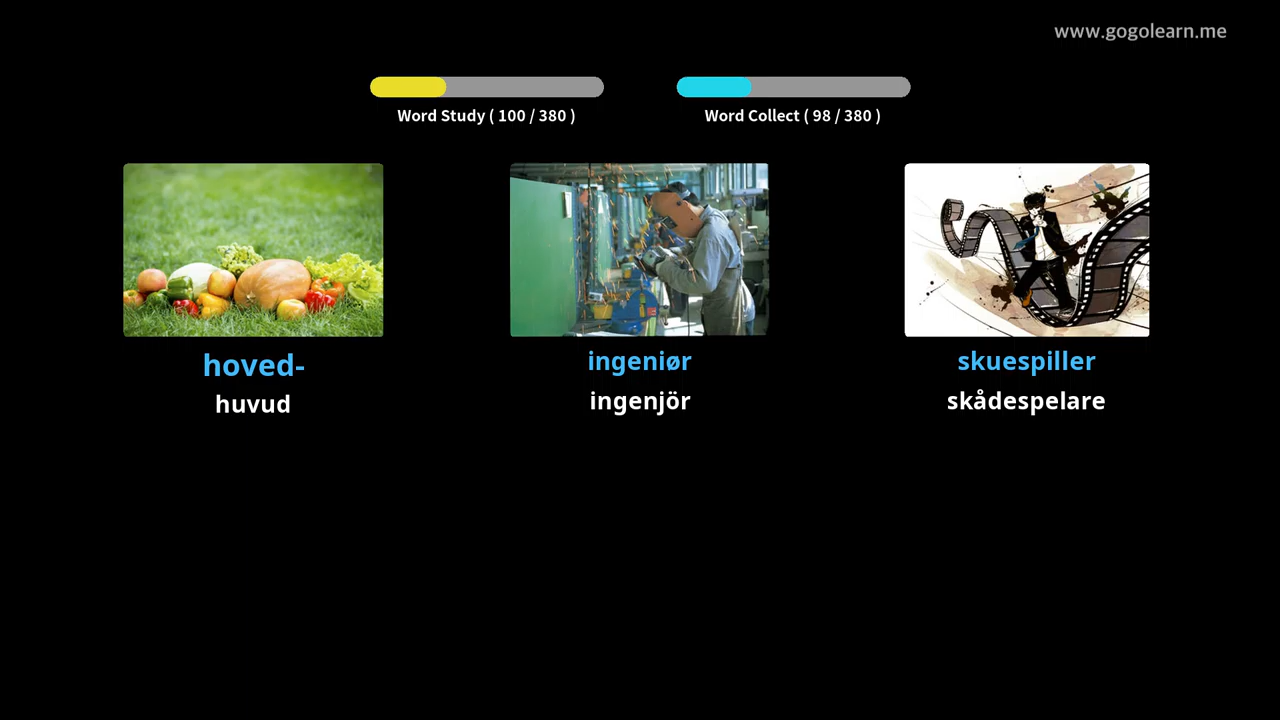 www.gogolearn.me
Word Study ( 100 / 380 )
Word Collect ( 98 / 380 )
hoved-
huvud
ingeniør
ingenjör
skuespiller
skådespelare